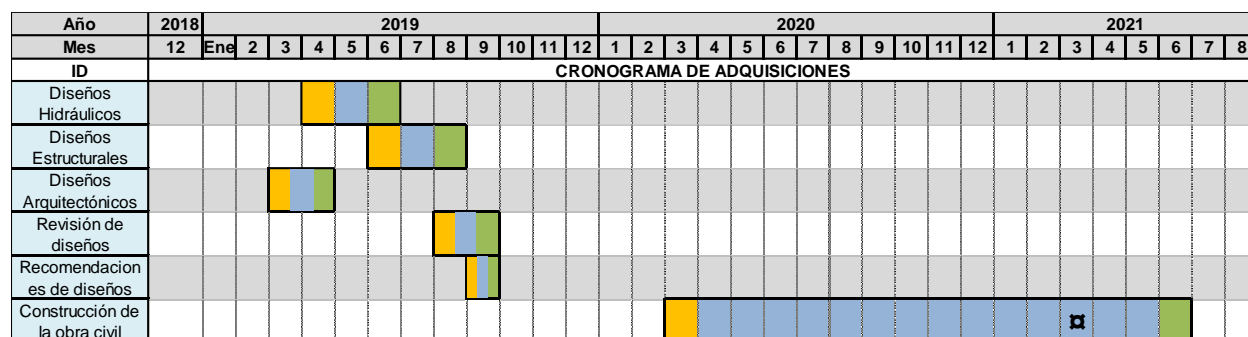 Año 2018 2019 2020 2021
Mes 12 Ene 2 3 4 5 6 7 8 9 10 11 12 1 2 3 4 5 6 7 8 9 10 11 12 1 2 3 4 5 6 7 8
ID CRONOGRAMA DE ADQUISICIONES
Diseños
Hidráulicos
Diseños
Estructurales
Diseños
Arquitectónicos
Revisión de
diseños
Recomendacion
es de diseños
Construcción de
la obra civil
¤